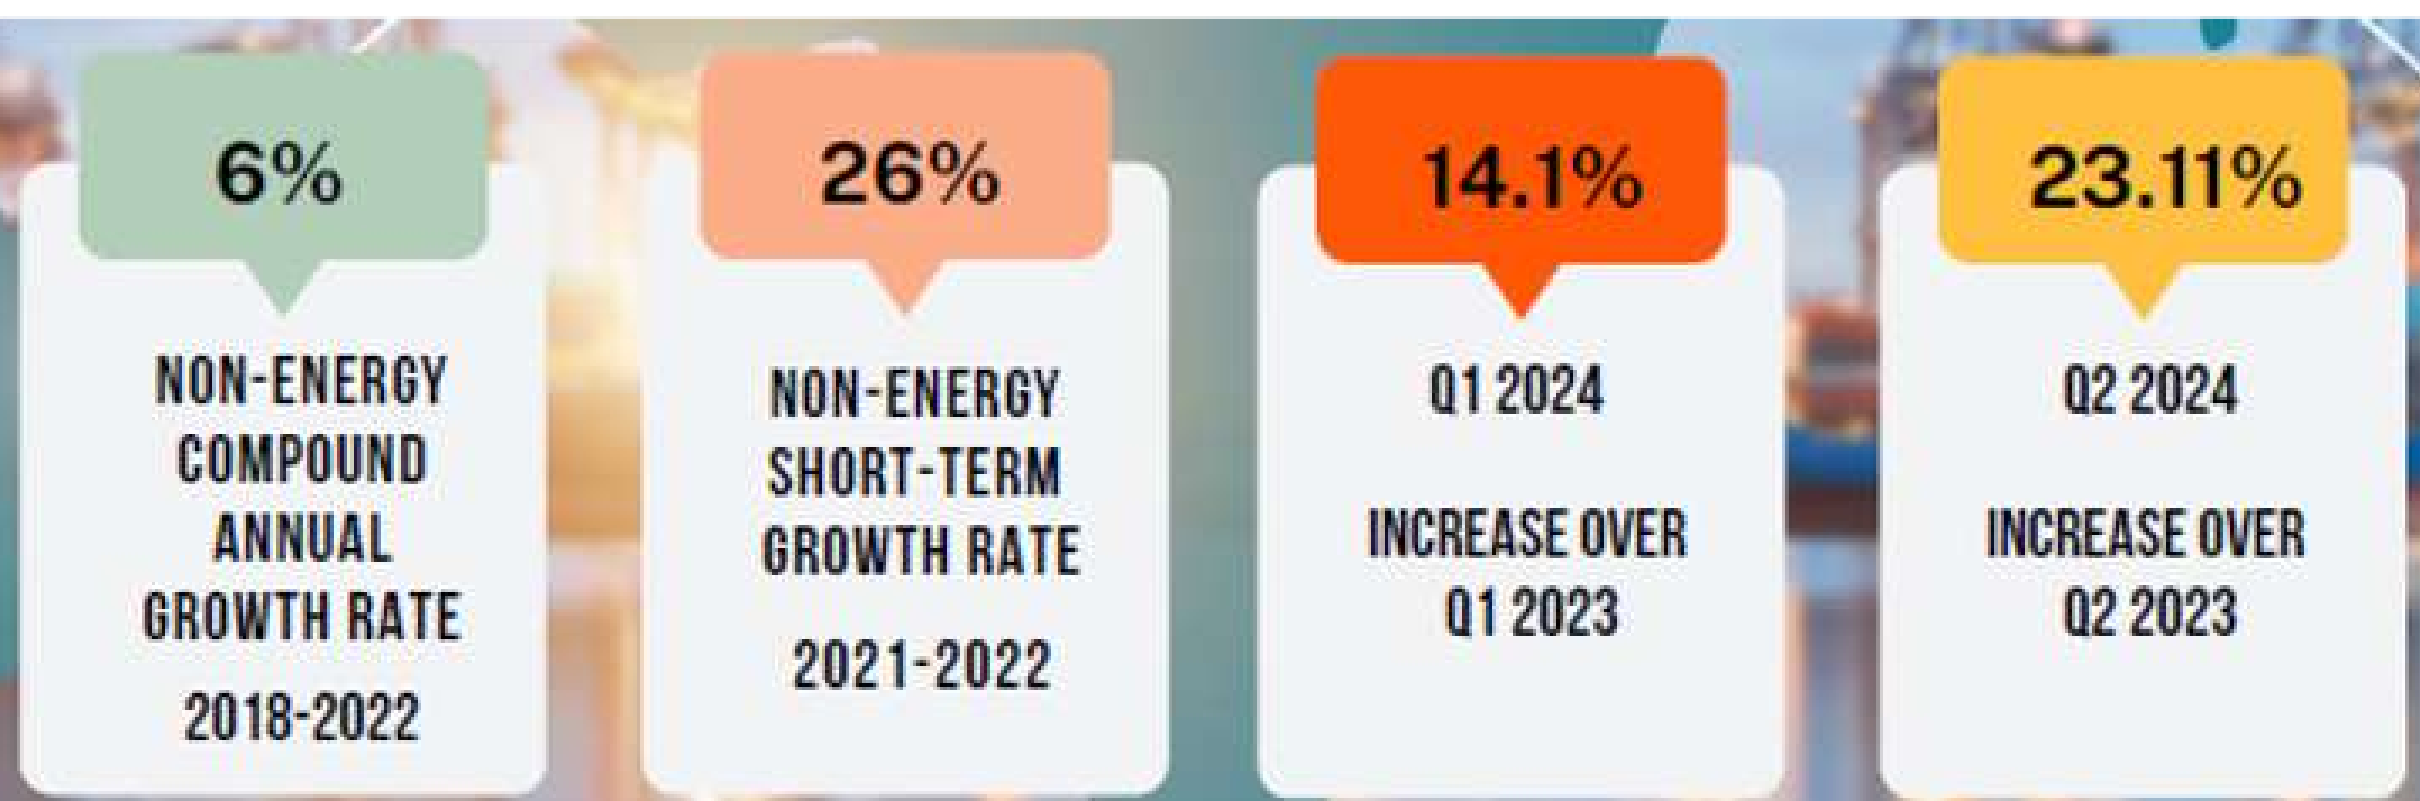 6%
NON-ENERGY
COMPOUND
ANNUAL
GROWTH RATE
2018-2022
26%
NON-ENERGY
SHORT-TERM
GROWTH RATE
2021-2022
14.1%
Q1 2024
INCREASE OVER
Q1 2023
23.11%
Q2 2024
INCREASE OVER
Q2 2023